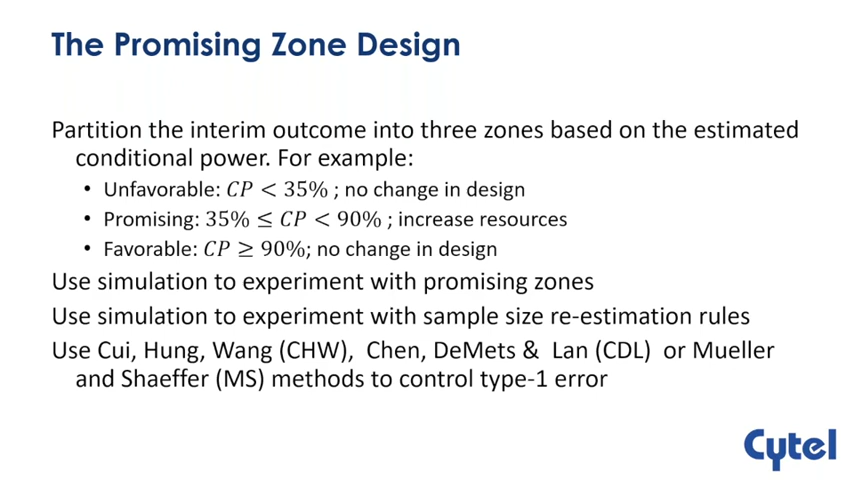 The Promising Zone Design
Partition the interim outcome into three zones based on the estimated
conditional power. For example:
• Unfavorable: CP < 35% ; no change in design
• Promising: 35% ≤ CP < 90% ; increase resources
• Favorable: CP ≥ 90%; no change in design
Use simulation to experiment with promising zones
Use simulation to experiment with sample size re-estimation rules
Use Cui, Hung, Wang (CHW), Chen, DeMets & Lan (CDL) or Mueller
and Shaeffer (MS) methods to control type-1 error
Cytel